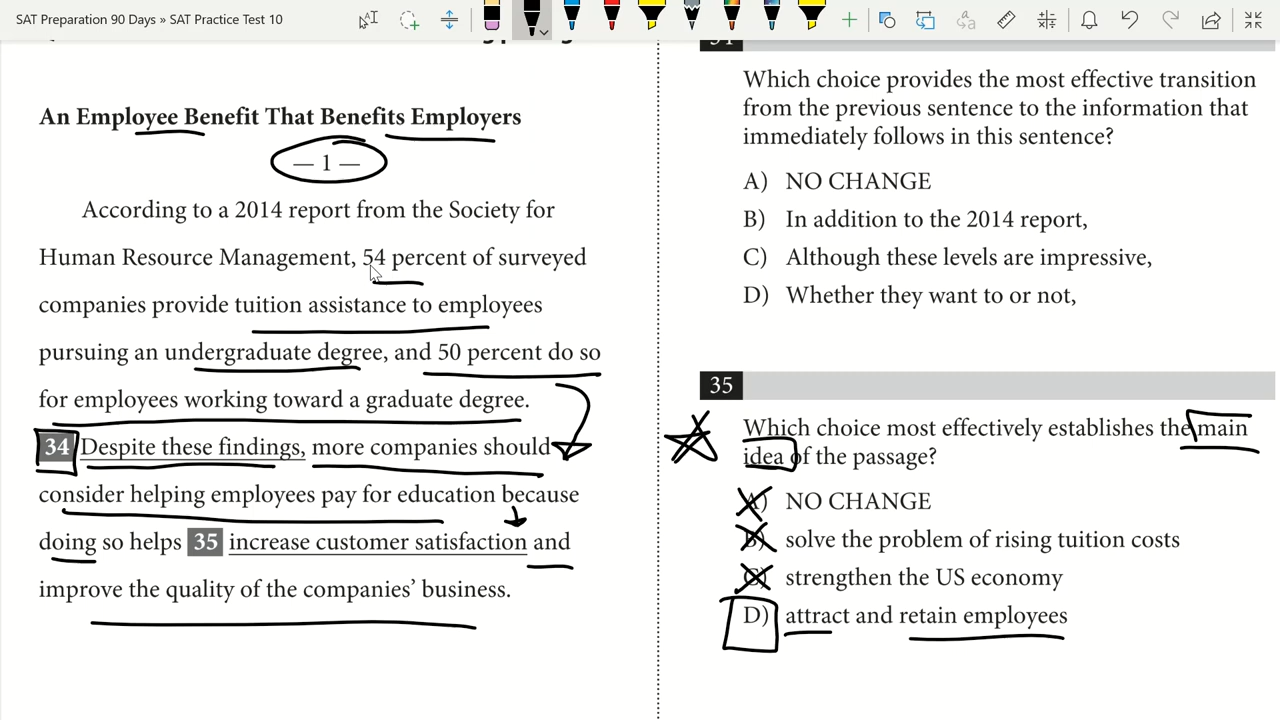 SAT Preparation 90 Days » SAT Practice Test 10
An Employee Benefit That Benefits Employers
— 1 —
According to a 2014 report from the Society for
Human Resource Management, 54 percent of surveyed
companies provide tuition assistance to employees
pursuing an undergraduate degree, and 50 percent do so
for employees working toward a graduate degree.
34 Despite these findings, more companies should
consider helping employees pay for education because
doing so helps 35 increase customer satisfaction and
improve the quality of the companies’ business.
Which choice provides the most effective transition
from the previous sentence to the information that
immediately follows in this sentence?
A) NO CHANGE
B) In addition to the 2014 report,
C) Although these levels are impressive,
D) Whether they want to or not,
35
Which choice most effectively establishes the main
idea of the passage?
A) NO CHANGE
B) solve the problem of rising tuition costs
C) strengthen the US economy
D) attract and retain employees